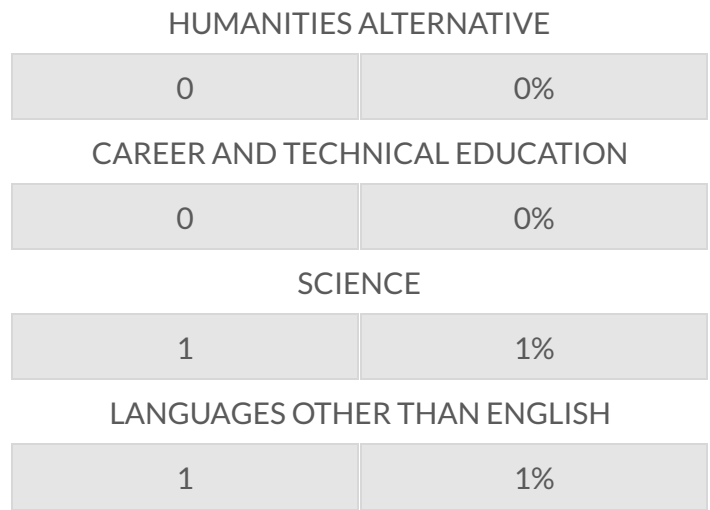 HUMANITIES ALTERNATIVE
0 0%
CAREER AND TECHNICAL EDUCATION
0 0%
SCIENCE
1 1%
LANGUAGES OTHER THAN ENGLISH
1 1%